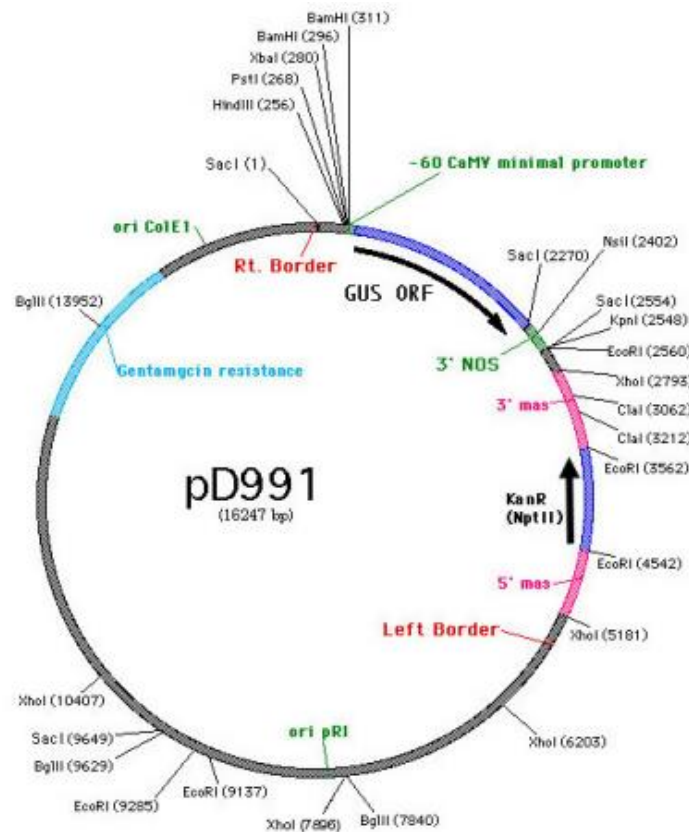 BamHI (311)
BamHI (296)
XbaI (280)
PstI (268)
HindIII (256)
SacI (1)
-60 CaMV minimal promoter
ori ColE1
Rt. Border
NsiI (2402)
SacI (2270)
GUS ORF
SacI (2554)
KpnI (2548)
BglII (13952)
EcoRI (2560)
3' NOS
XhoI (2793)
Gentamycin resistance
3' mas
ClaI (3062)
ClaI (3212)
EcoRI (3562)
pD991
(16247 bp)
KanR
(NptII)
EcoRI (4542)
5' mas
Left Border
XhoI (5181)
XhoI (10407)
SacI (9649)
ori pRI
XhoI (6203)
BglII (9629)
EcoRI (9137)
EcoRI (9285)
XhoI (7896)
BglII (7840)